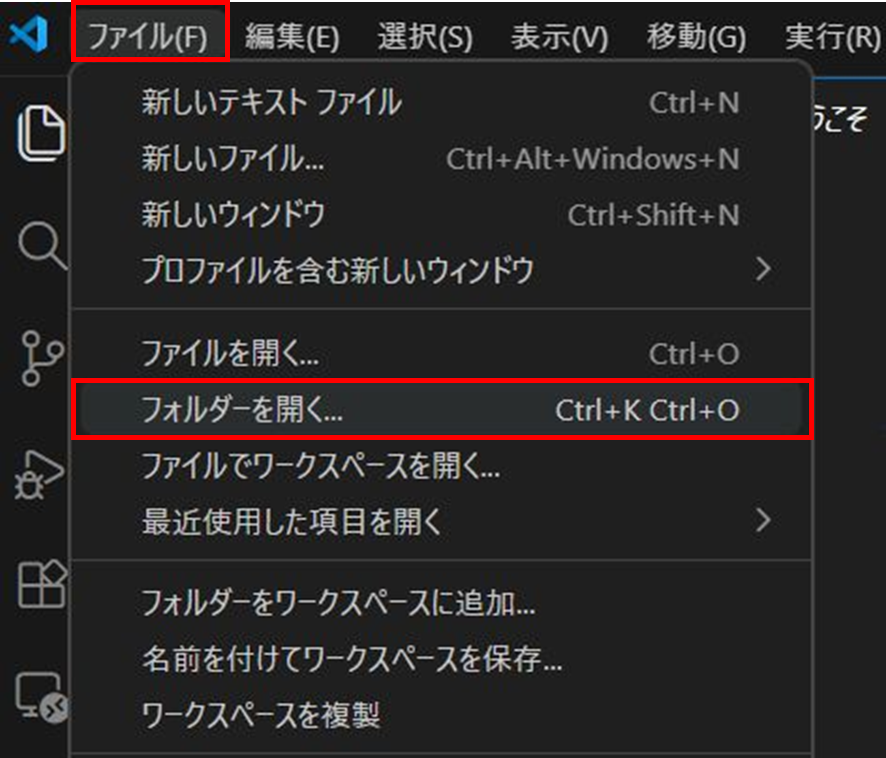 ファイル(F) 編集(E) 選択(S) 表示(V) 移動(G) 実行(R)
新しいテキスト ファイル Ctrl+N
うこそ
新しいファイル... Ctrl+Alt+Windows+N
新しいウィンドウ Ctrl+Shift+N
プロファイルを含む新しいウィンドウ
ファイルを開く... Ctrl+O
フォルダーを開く... Ctrl+K Ctrl+O
ファイルでワークスペースを開く...
最近使用した項目を開く
フォルダーをワークスペースに追加...
名前を付けてワークスペースを保存...
ワークスペースを複製